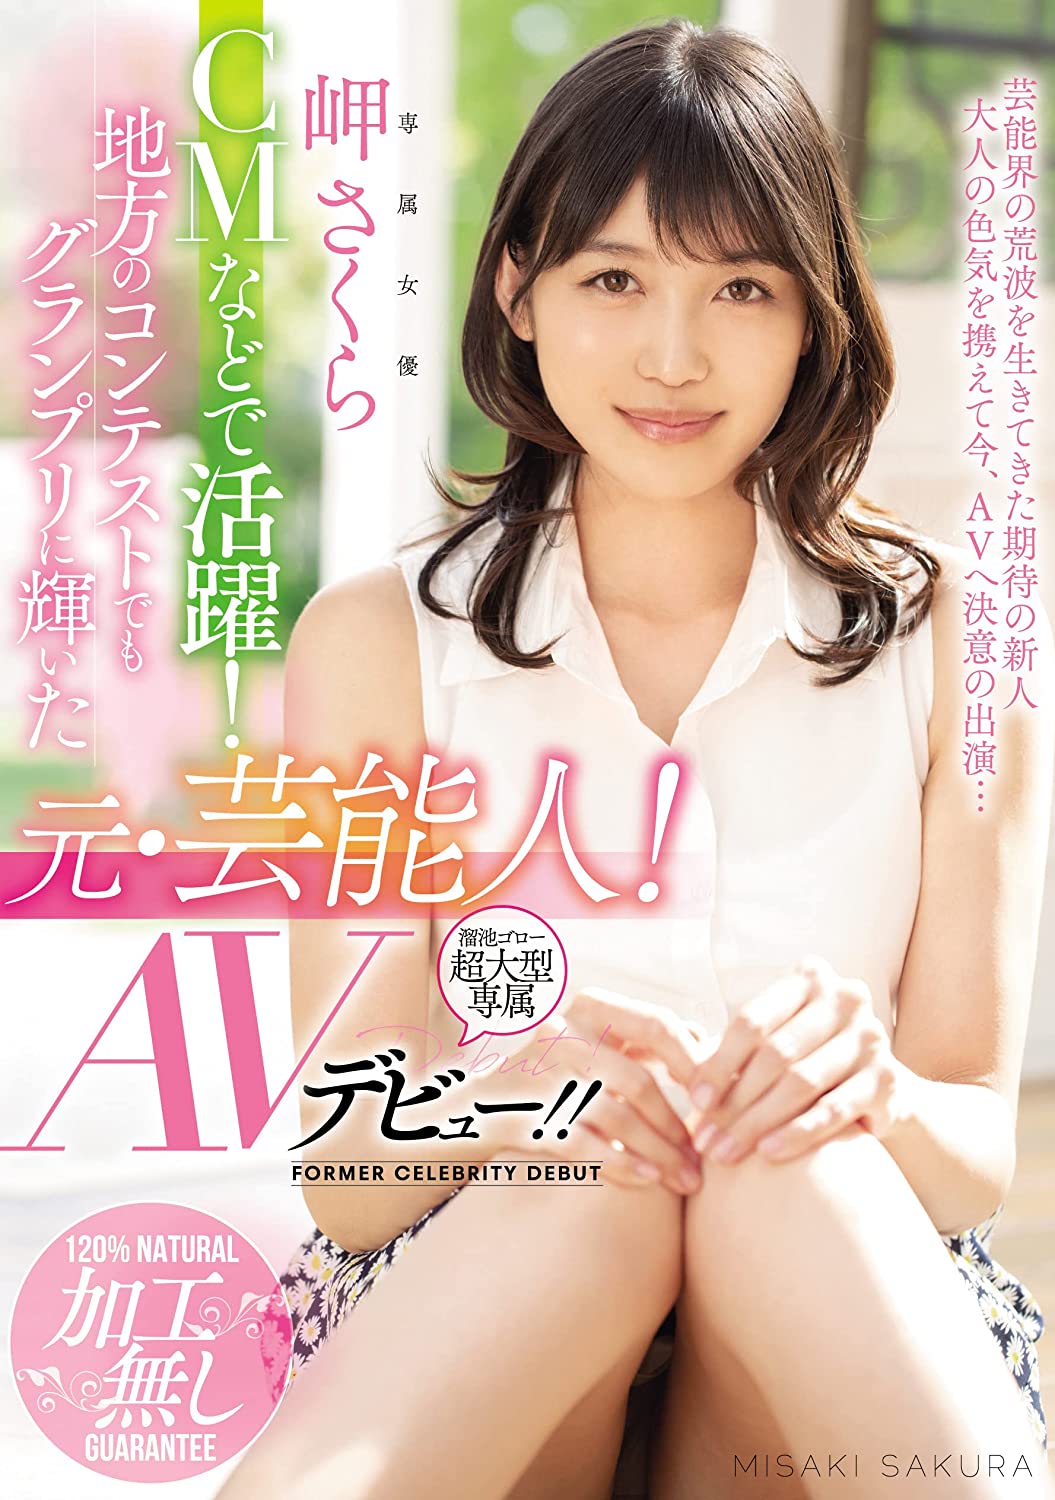 芸能界の荒波を生きてきた期待の新人
大人の色気を携えて今、AVへ決意の出演…
専属女優
岬さくら
CMなどで活躍!
地方のコンテストでも
グランプリに輝いた
元・芸能人!
AV
溜池ゴロー
超大型
専属
Debut!
デビュー!!
FORMER CELEBRITY DEBUT
120% NATURAL
加工
無し
GUARANTEE
MISAKI SAKURA